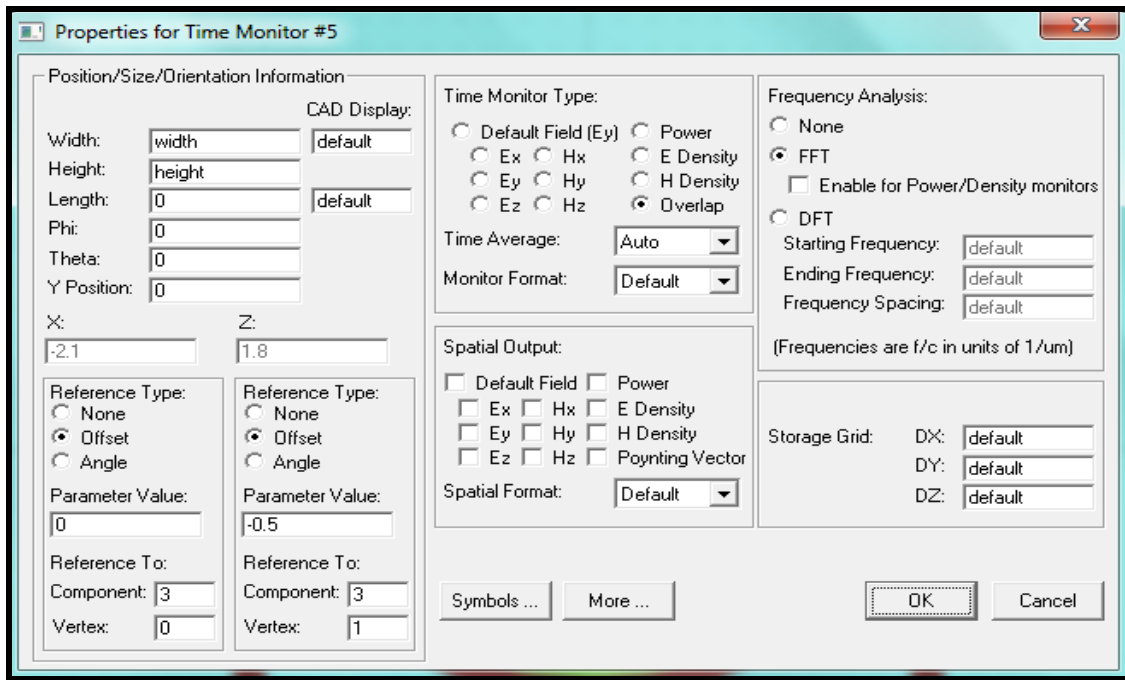 Properties for Time Monitor #5
Position/Size/Orientation Information
CAD Display:
Width: width default
Height: height
Length: 0 default
Phi: 0
Theta: 0
Y Position: 0
X: Z:
-2.1 1.8
Reference Type:
None
Offset
Angle
Parameter Value:
0
Reference To:
Component: 3
Vertex: 0
Reference Type:
None
Offset
Angle
Parameter Value:
-0.5
Reference To:
Component: 3
Vertex: 1
Time Monitor Type:
Default Field (Ey) Power
Ex Hx E Density
Ey Hy H Density
Ez Hz Overlap
Time Average: Auto
Monitor Format: Default
Spatial Output:
Default Field Power
Ex Hx E Density
Ey Hy H Density
Ez Hz Poynting Vector
Spatial Format: Default
Frequency Analysis:
None
FFT
Enable for Power/Density monitors
DFT
Starting Frequency: default
Ending Frequency: default
Frequency Spacing: default
(Frequencies are f/c in units of 1/um)
Storage Grid: DX: default
DY: default
DZ: default
Symbols ... More ... OK Cancel